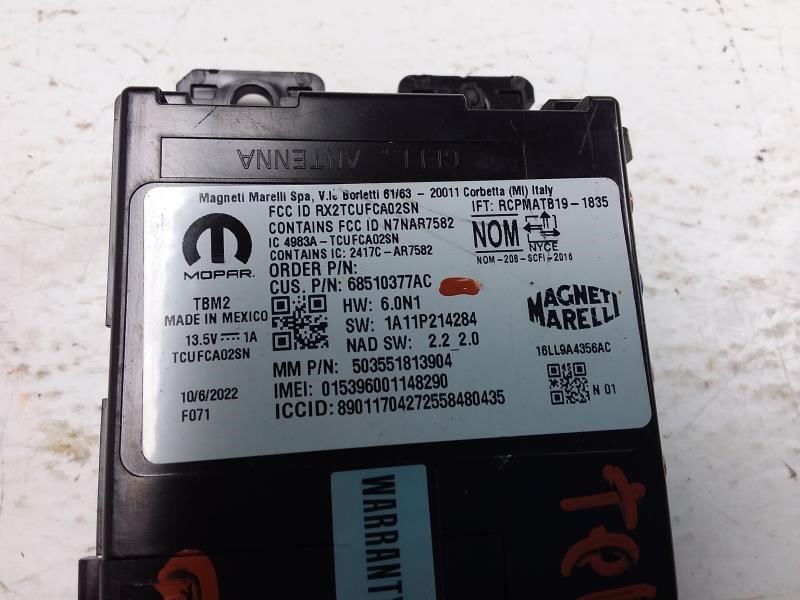 CELL. ANTENNA
Magneti Marelli Spa, V.le Borletti 61/63 - 20011 Corbetta (MI) Italy
FCC ID RX2TCUFCA02SN
IFT: RCPMATB19-1835
CONTAINS FCC ID N7NAR7582
IC 4983A-TCUFCA02SN
CONTAINS IC: 2417C-AR7582
NOM
NYCE
NOM-208-SCFI-2016
MOPAR
ORDER P/N:
CUS. P/N: 68510377AC
TBM2
MADE IN MEXICO
13.5V 1A
TCUFCA02SN
HW: 6.0N1
SW: 1A11P214284
NAD SW: 2.2_2.0
MAGNETI
MARELLI
16LL9A4356AC
MM P/N: 503551813904
IMEI: 015396001148290
ICCID: 89011704272558480435
10/6/2022
F071
N 01
WARRANTY